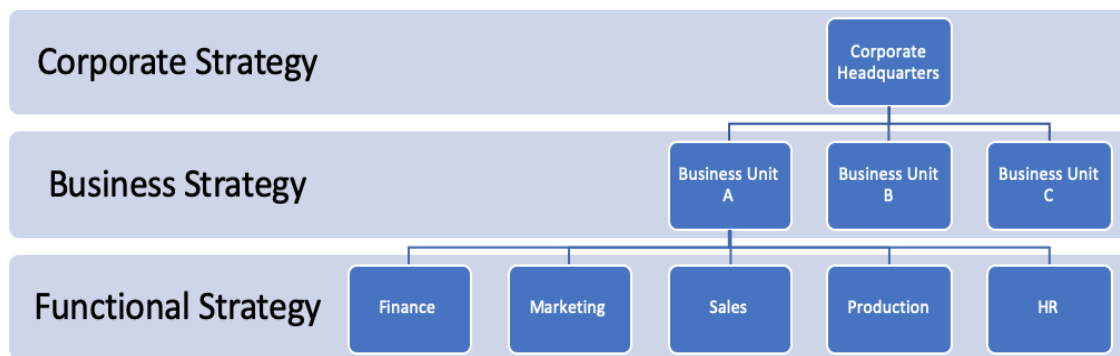 Corporate Strategy
Corporate
Headquarters
Business Strategy
Business Unit
A
Business Unit
B
Business Unit
C
Functional Strategy
Finance
Marketing
Sales
Production
HR